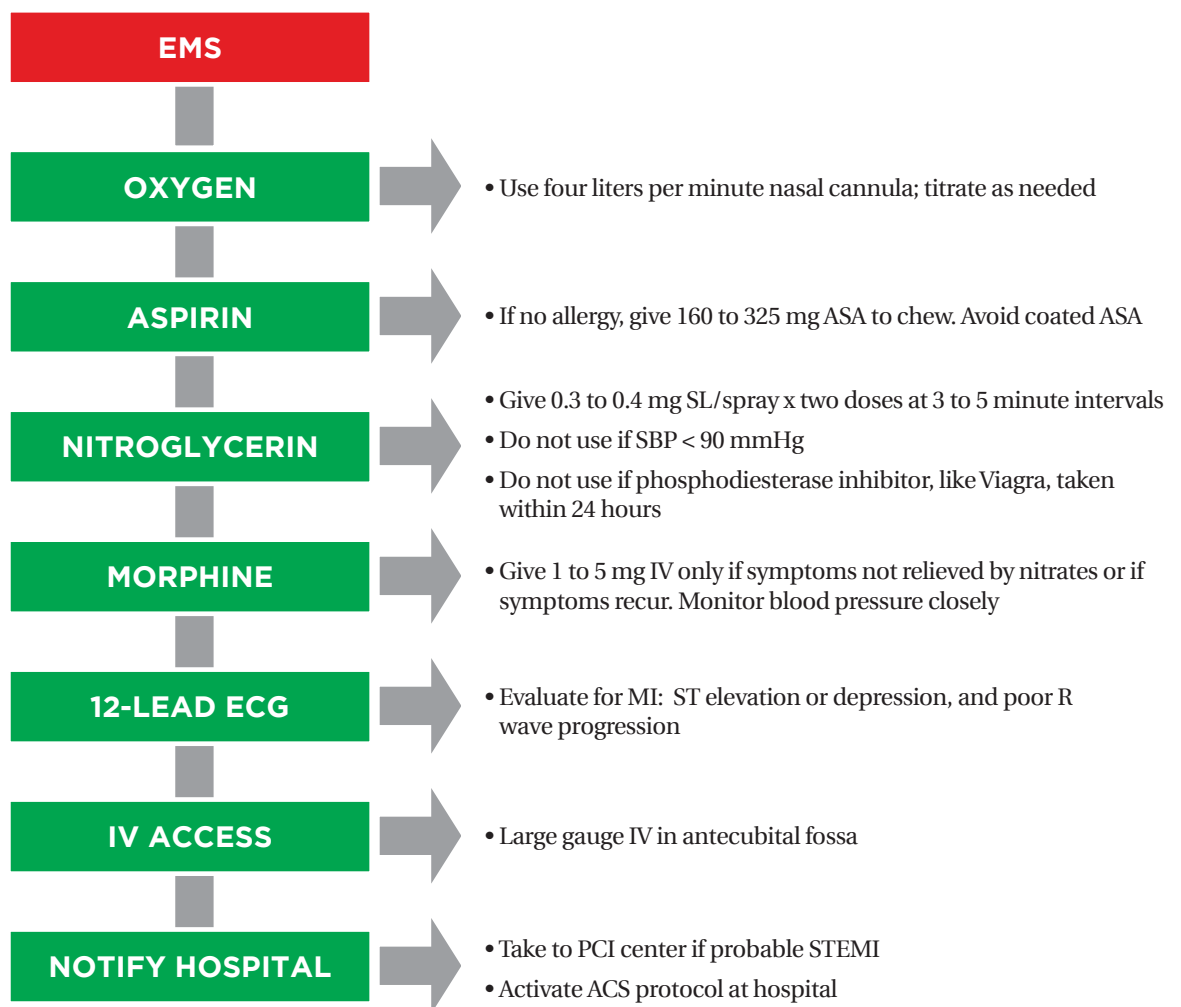 EMS
OXYGEN
• Use four liters per minute nasal cannula; titrate as needed
ASPIRIN
• If no allergy, give 160 to 325 mg ASA to chew. Avoid coated ASA
NITROGLYCERIN
• Give 0.3 to 0.4 mg SL/spray x two doses at 3 to 5 minute intervals
• Do not use if SBP < 90 mmHg
• Do not use if phosphodiesterase inhibitor, like Viagra, taken
within 24 hours
MORPHINE
• Give 1 to 5 mg IV only if symptoms not relieved by nitrates or if
symptoms recur. Monitor blood pressure closely
12-LEAD ECG
• Evaluate for MI: ST elevation or depression, and poor R
wave progression
IV ACCESS
• Large gauge IV in antecubital fossa
NOTIFY HOSPITAL
• Take to PCI center if probable STEMI
• Activate ACS protocol at hospital